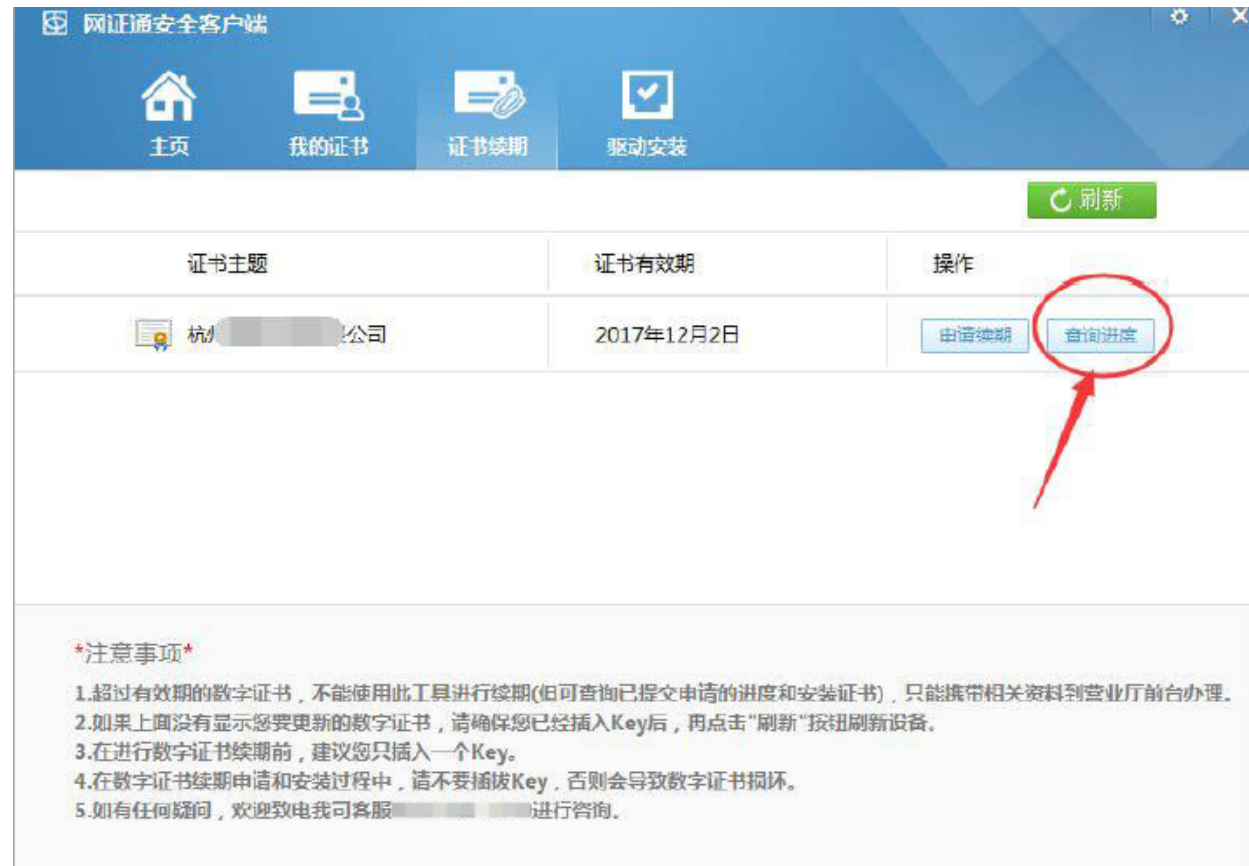 网证通安全客户端
主页 我的证书 证书续期 驱动安装
刷新
证书主题 证书有效期 操作
杭 公司 2017年12月2日 申请续期 查询进度
*注意事项*
1.超过有效期的数字证书，不能使用此工具进行续期(但可查询已提交申请的进度和安装证书)，只能携带相关资料到营业厅前台办理。
2.如果上面没有显示您要更新的数字证书，请确保您已经插入Key后，再点击"刷新"按钮刷新设备。
3.在进行数字证书续期前，建议您只插入一个Key。
4.在数字证书续期申请和安装过程中，请不要插拔Key，否则会导致数字证书损坏。
5.如有任何疑问，欢迎致电我司客服 进行咨询。